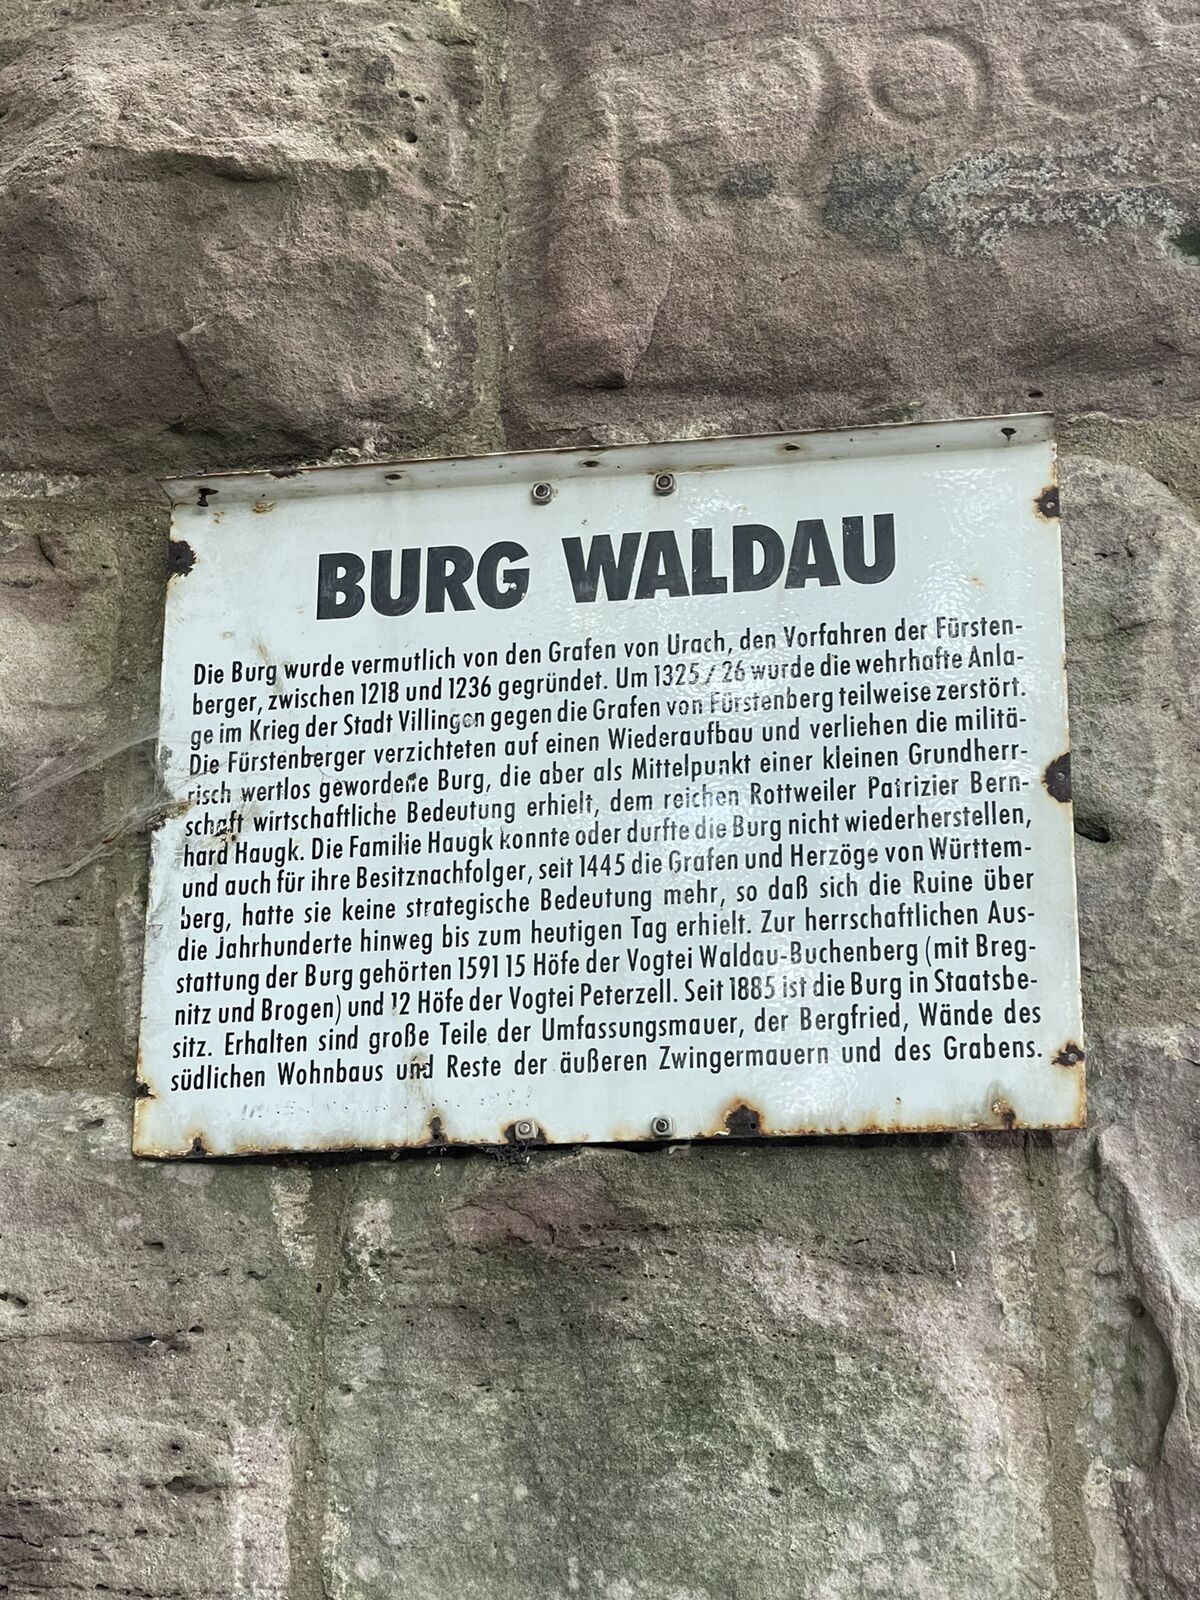 BURG WALDAU
Die Burg wurde vermutlich von den Grafen von Urach, den Vorfahren der Fürsten-
berger, zwischen 1218 und 1236 gegründet. Um 1325 / 26 wurde die wehrhafte Anla-
ge im Krieg der Stadt Villingen gegen die Grafen von Fürstenberg teilweise zerstört.
Die Fürstenberger verzichteten auf einen Wiederaufbau und verliehen die militä-
risch wertlos gewordene Burg, die aber als Mittelpunkt einer kleinen Grundherr-
schaft wirtschaftliche Bedeutung erhielt, dem reichen Rottweiler Patrizier Bern-
hard Haugk. Die Familie Haugk konnte oder durfte die Burg nicht wiederherstellen,
und auch für ihre Besitznachfolger, seit 1445 die Grafen und Herzöge von Württem-
berg, hatte sie keine strategische Bedeutung mehr, so daß sich die Ruine über
die Jahrhunderte hinweg bis zum heutigen Tag erhielt. Zur herrschaftlichen Aus-
stattung der Burg gehörten 1591 15 Höfe der Vogtei Waldau-Buchenberg (mit Breg-
nitz und Brogen) und 12 Höfe der Vogtei Peterzell. Seit 1885 ist die Burg in Staatsbe-
sitz. Erhalten sind große Teile der Umfassungsmauer, der Bergfried, Wände des
südlichen Wohnbaus und Reste der äußeren Zwingermauern und des Grabens.